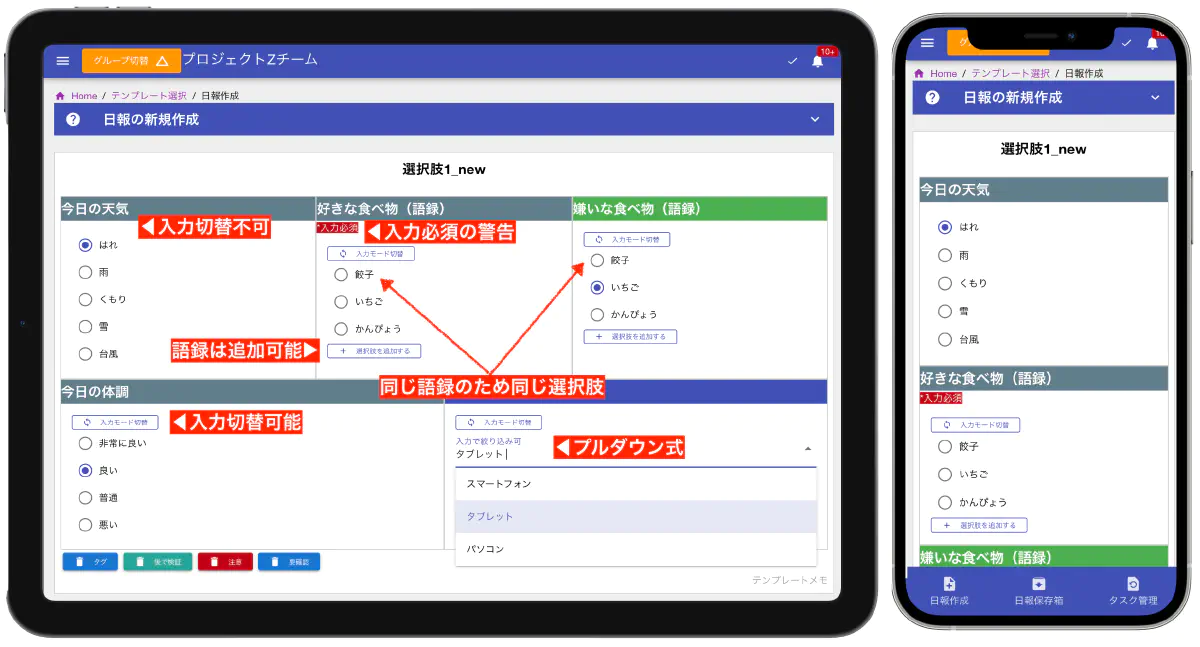 グループ切替 プロジェクトZチーム 10+
Home / テンプレート選択 / 日報作成
日報の新規作成
選択肢1_new
今日の天気
入力切替不可
はれ
雨
くもり
雪
台風
好きな食べ物（語録）
*入力必須
入力必須の警告
入力モード切替
餃子
いちご
かんぴょう
語録は追加可能
+ 選択肢を追加する
嫌いな食べ物（語録）
入力モード切替
餃子
いちご
かんぴょう
+ 選択肢を追加する
同じ語録のため同じ選択肢
今日の体調
入力モード切替
入力切替可能
非常に良い
良い
普通
悪い
入力モード切替
入力で絞り込み可
タブレット
プルダウン式
スマートフォン
タブレット
パソコン
タグ
後で検証
注意
要確認
テンプレートメモ
Home / テンプレート選択 / 日報作成
日報の新規作成
選択肢1_new
今日の天気
はれ
雨
くもり
雪
台風
好きな食べ物（語録）
*入力必須
入力モード切替
餃子
いちご
かんぴょう
+ 選択肢を追加する
嫌いな食べ物（語録）
日報作成
日報保存箱
タスク管理